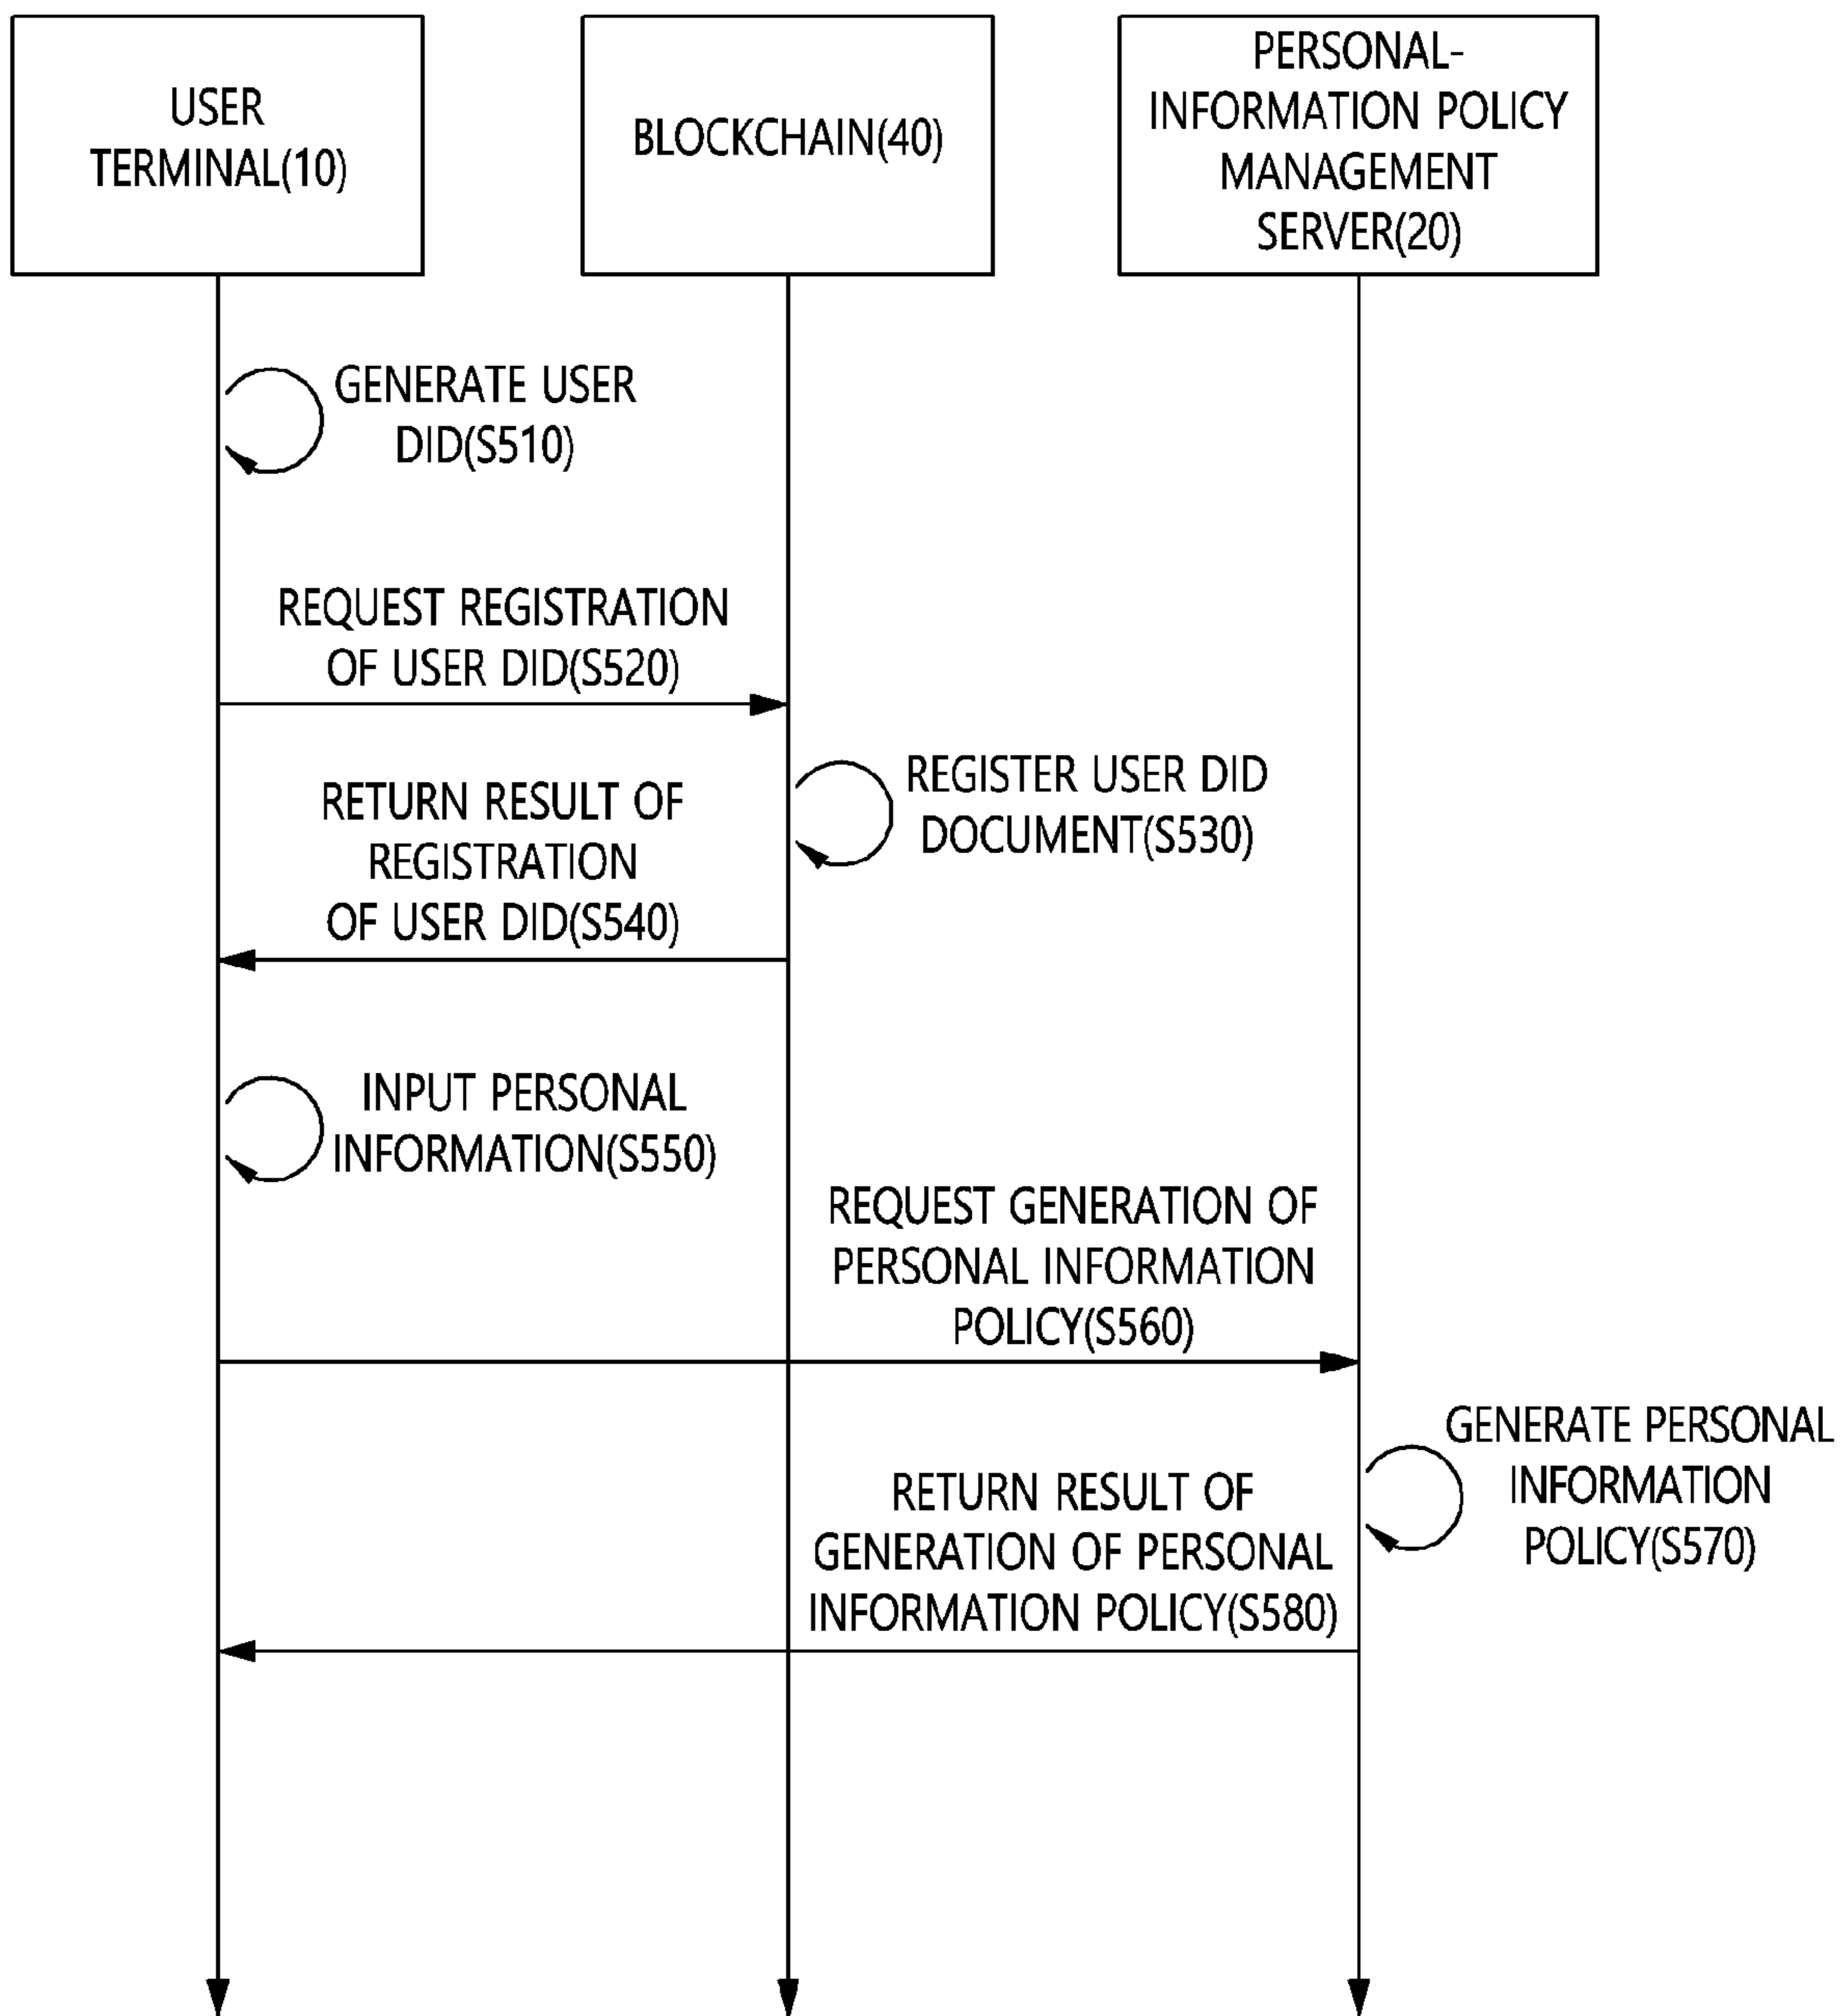 USER
TERMINAL(10)
BLOCKCHAIN(40)
PERSONAL-
INFORMATION POLICY
MANAGEMENT
SERVER(20)
GENERATE USER
DID(S510)
REQUEST REGISTRATION
OF USER DID(S520)
REGISTER USER DID
DOCUMENT(S530)
RETURN RESULT OF
REGISTRATION
OF USER DID(S540)
INPUT PERSONAL
INFORMATION(S550)
REQUEST GENERATION OF
PERSONAL INFORMATION
POLICY(S560)
GENERATE PERSONAL
INFORMATION
POLICY(S570)
RETURN RESULT OF
GENERATION OF PERSONAL
INFORMATION POLICY(S580)